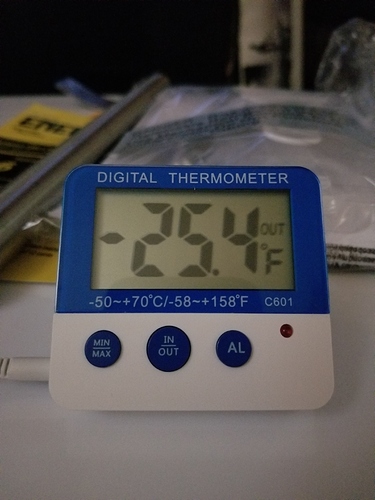 ENE
DIGITAL THERMOMETER
-25.4 OUT °F
-50~+70°C/-58~+158°F C601
MIN/MAX
IN/OUT
AL